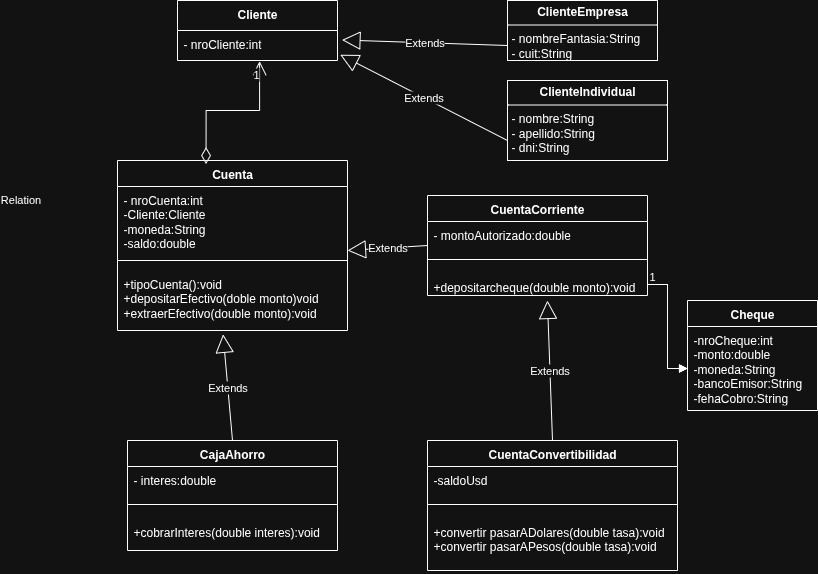 Cliente
- nroCliente:int
ClienteEmpresa
- nombreFantasia:String
- cuit:String
Extends
ClienteIndividual
- nombre:String
- apellido:String
- dni:String
Extends
1
Relation
Cuenta
- nroCuenta:int
-Cliente:Cliente
-moneda:String
-saldo:double
+tipoCuenta():void
+depositarEfectivo(doble monto)void
+extraerEfectivo(double monto):void
Extends
CuentaCorriente
- montoAutorizado:double
+depositarcheque(double monto):void
1
Cheque
-nroCheque:int
-monto:double
-moneda:String
-bancoEmisor:String
-fehaCobro:String
Extends
Extends
CajaAhorro
- interes:double
+cobrarInteres(double interes):void
CuentaConvertibilidad
-saldoUsd
+convertir pasarADolares(double tasa):void
+convertir pasarAPesos(double tasa):void